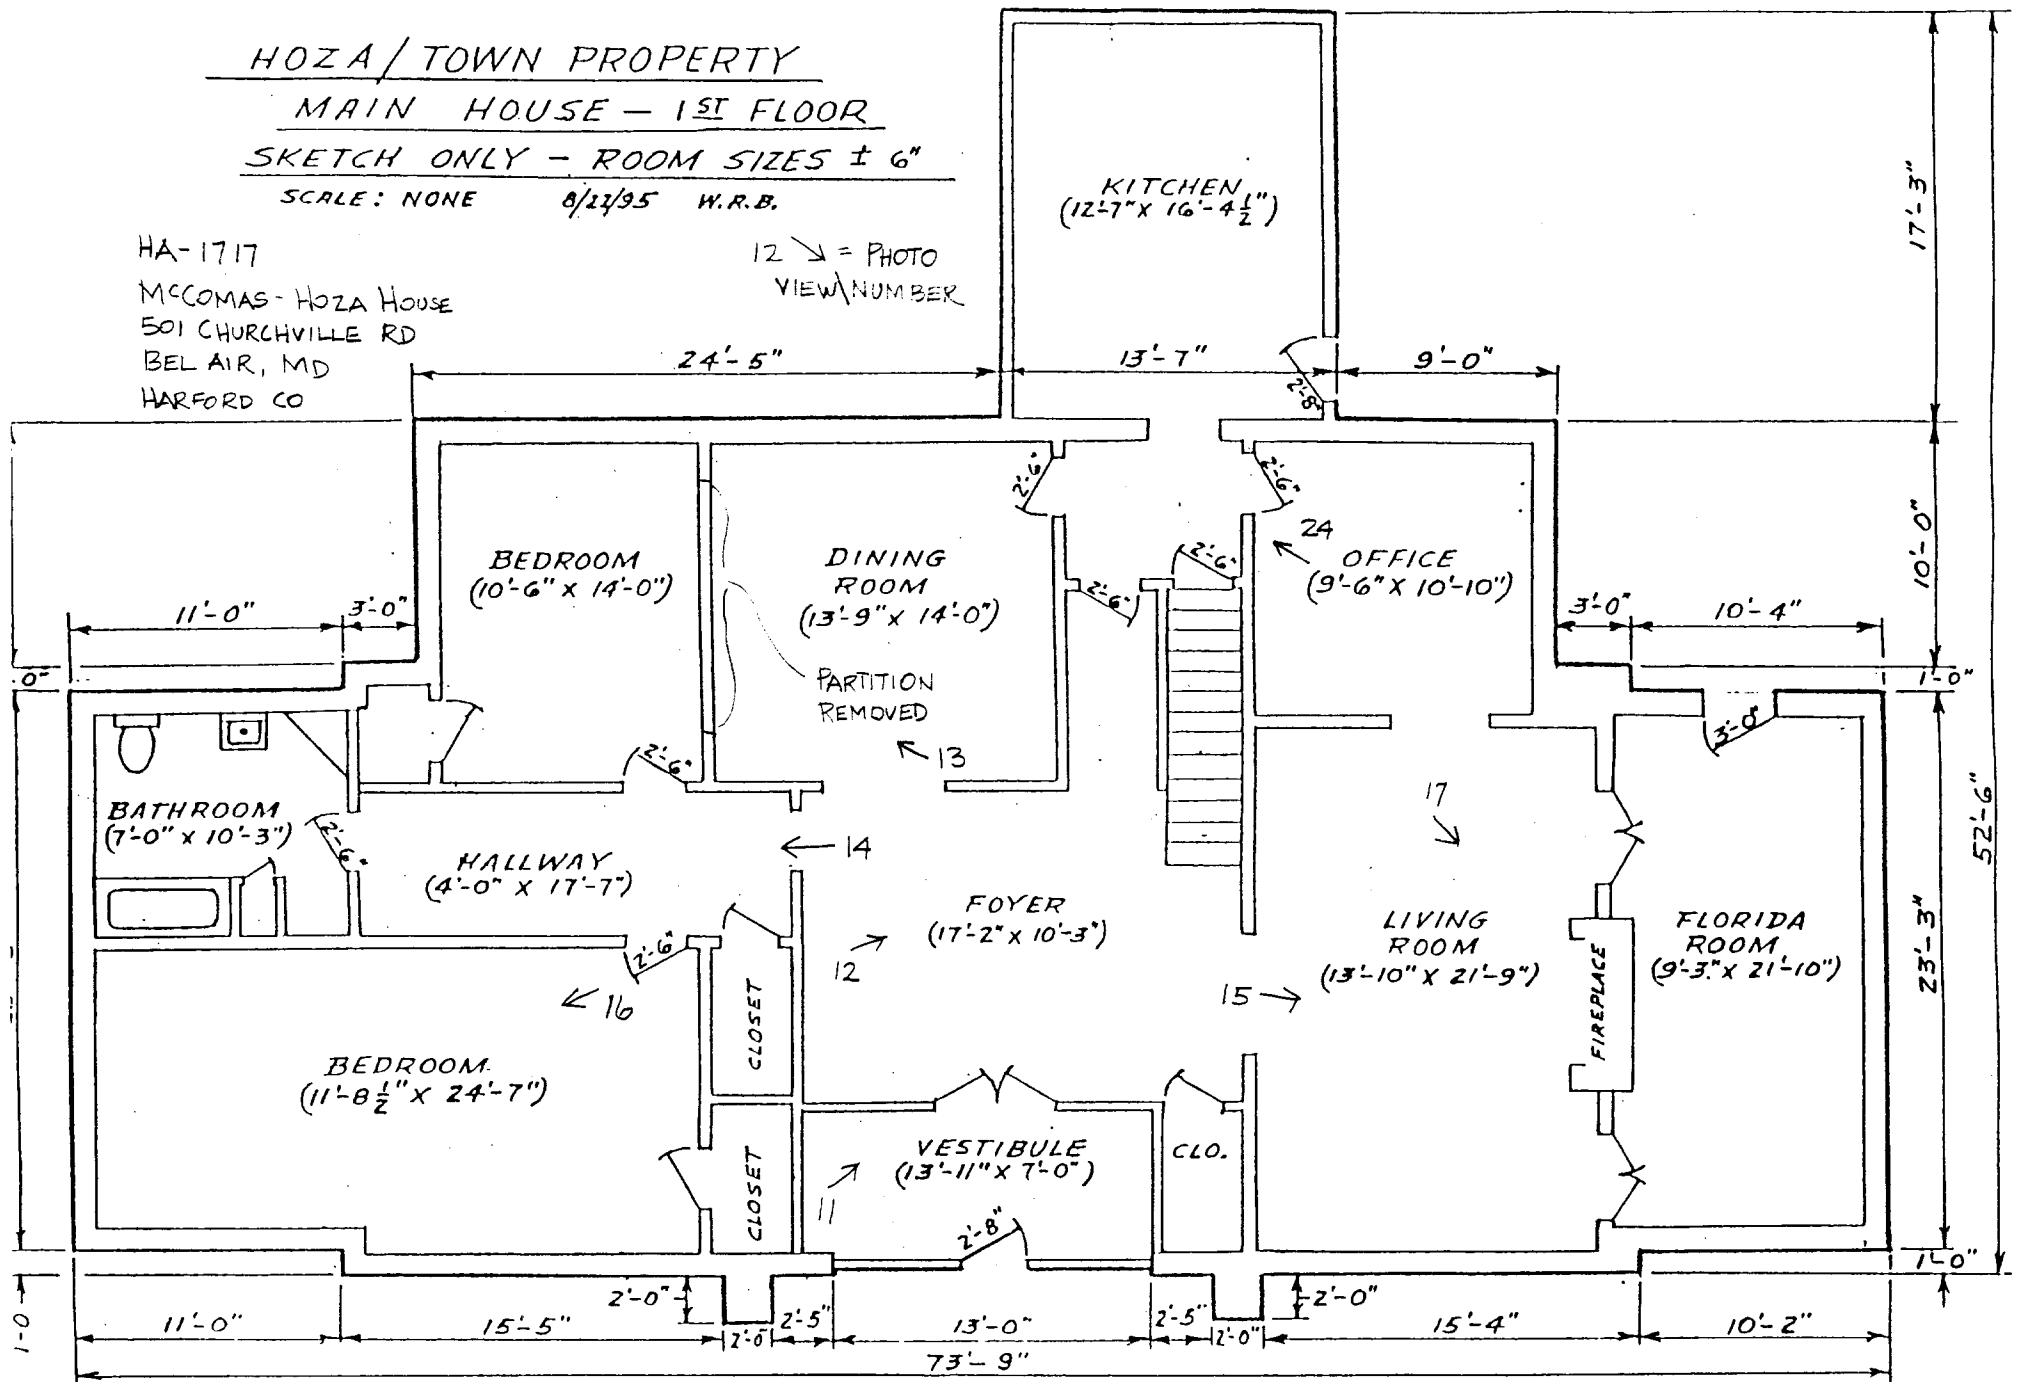 HOZA/TOWN PROPERTY
MAIN HOUSE — 1ST FLOOR
SKETCH ONLY — ROOM SIZES ± 6"
SCALE: NONE 8/22/95 W.R.B.
HA-1717
McCOMAS-HOZA HOUSE
501 CHURCHVILLE RD
BEL AIR, MD
HARFORD CO
12 ↘ = PHOTO
VIEW\NUMBER
KITCHEN
(12'-7" X 16'-4½")
17'-3"
24'-5"
13'-7"
9'-0"
2'-8"
10'-0"
2'-6"
2'-6"
24
BEDROOM
(10'-6" X 14'-0")
DINING
ROOM
(13'-9" X 14'-0")
OFFICE
(9'-6" X 10'-10")
2'-6"
2'-6"
11'-0"
3'-0"
3'-0"
10'-4"
0"
1'-0"
PARTITION
REMOVED
13
2'-6"
3'-0"
52'-6"
BATHROOM
(7'-0" X 10'-3")
2'-6"
HALLWAY
(4'-0" X 17'-7")
14
17
FOYER
(17'-2" X 10'-3")
12
LIVING
ROOM
(13'-10" X 21'-9")
FLORIDA
ROOM
(9'-3" X 21'-10")
23'-3"
2'-6"
16
15
FIREPLACE
CLOSET
BEDROOM
(11'-8½" X 24'-7")
VESTIBULE
(13'-11" X 7'-0")
CLO.
11
CLOSET
2'-8"
1'-0"
1-0
2'-0"
2'-0"
11'-0"
15'-5"
2'-0"
2'-5"
13'-0"
2'-5"
2'-0"
15'-4"
10'-2"
73'-9"